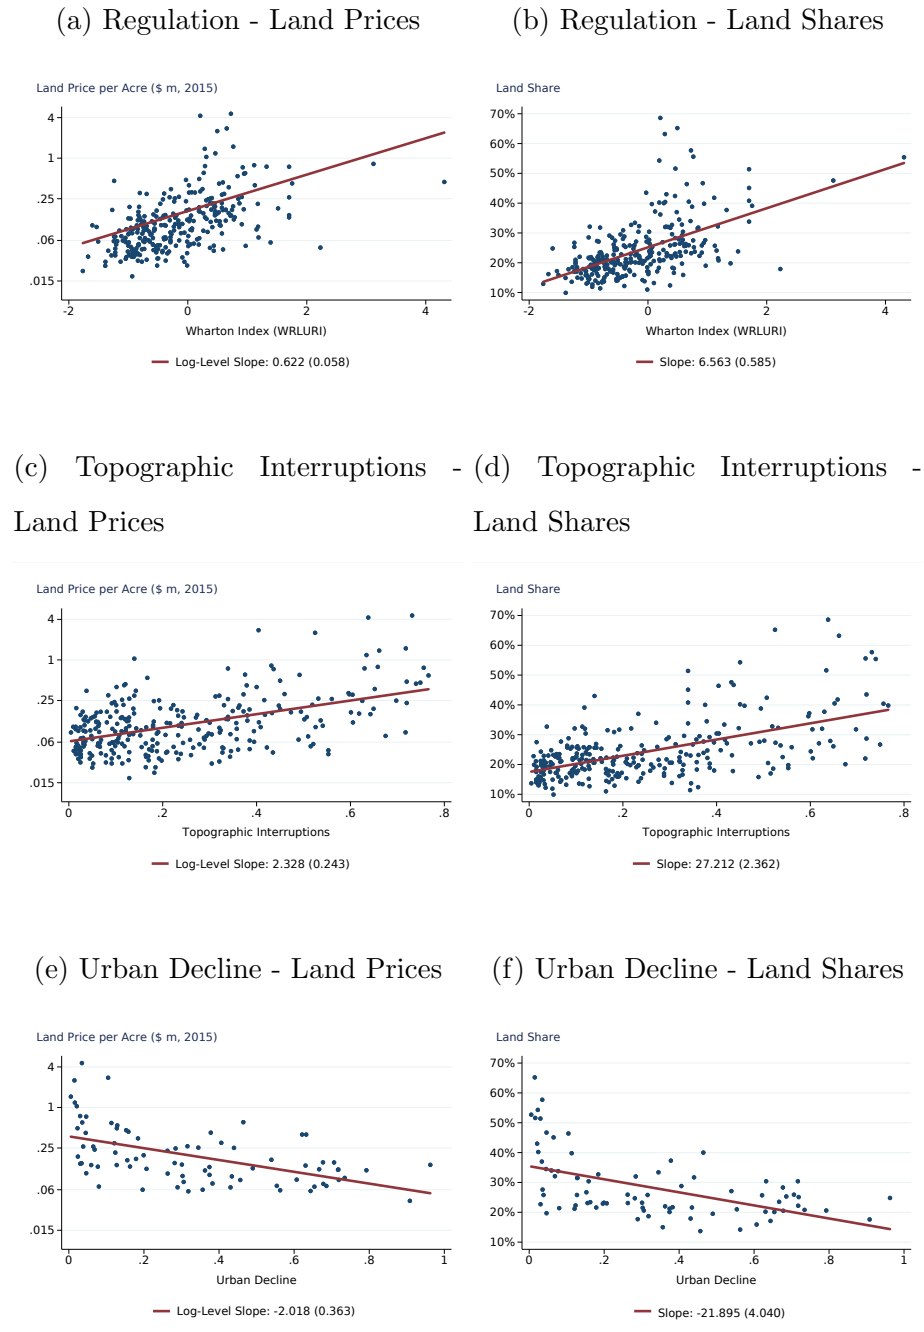 (a) Regulation - Land Prices
Land Price per Acre ($ m, 2015)
4
1
.25
.06
.015
-2 0 2 4
Wharton Index (WRLURI)
Log-Level Slope: 0.622 (0.058)
(b) Regulation - Land Shares
Land Share
70%
60%
50%
40%
30%
20%
10%
-2 0 2 4
Wharton Index (WRLURI)
Slope: 6.563 (0.585)
(c) Topographic Interruptions -
Land Prices
Land Price per Acre ($ m, 2015)
4
1
.25
.06
.015
0 .2 .4 .6 .8
Topographic Interruptions
Log-Level Slope: 2.328 (0.243)
(d) Topographic Interruptions -
Land Shares
Land Share
70%
60%
50%
40%
30%
20%
10%
0 .2 .4 .6 .8
Topographic Interruptions
Slope: 27.212 (2.362)
(e) Urban Decline - Land Prices
Land Price per Acre ($ m, 2015)
4
1
.25
.06
.015
0 .2 .4 .6 .8 1
Urban Decline
Log-Level Slope: -2.018 (0.363)
(f) Urban Decline - Land Shares
Land Share
70%
60%
50%
40%
30%
20%
10%
0 .2 .4 .6 .8 1
Urban Decline
Slope: -21.895 (4.040)